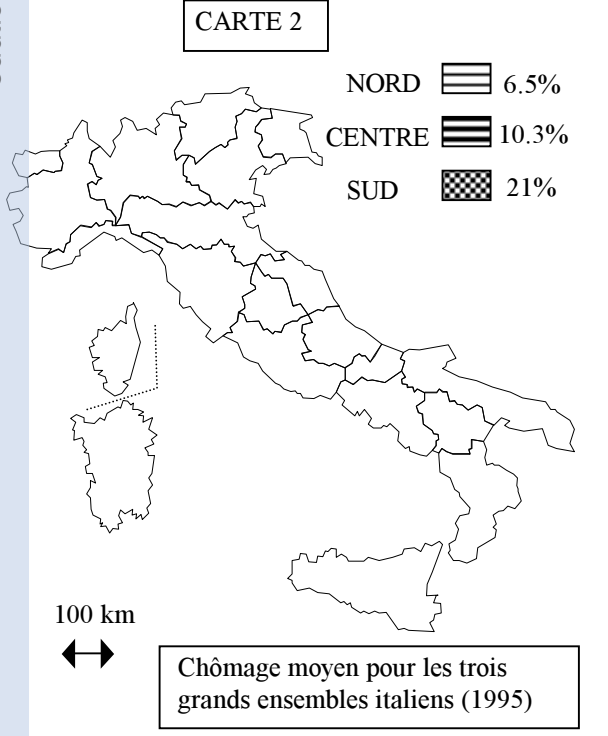 CARTE 2
NORD 6.5%
CENTRE 10.3%
SUD 21%
100 km
Chômage moyen pour les trois
grands ensembles italiens (1995)